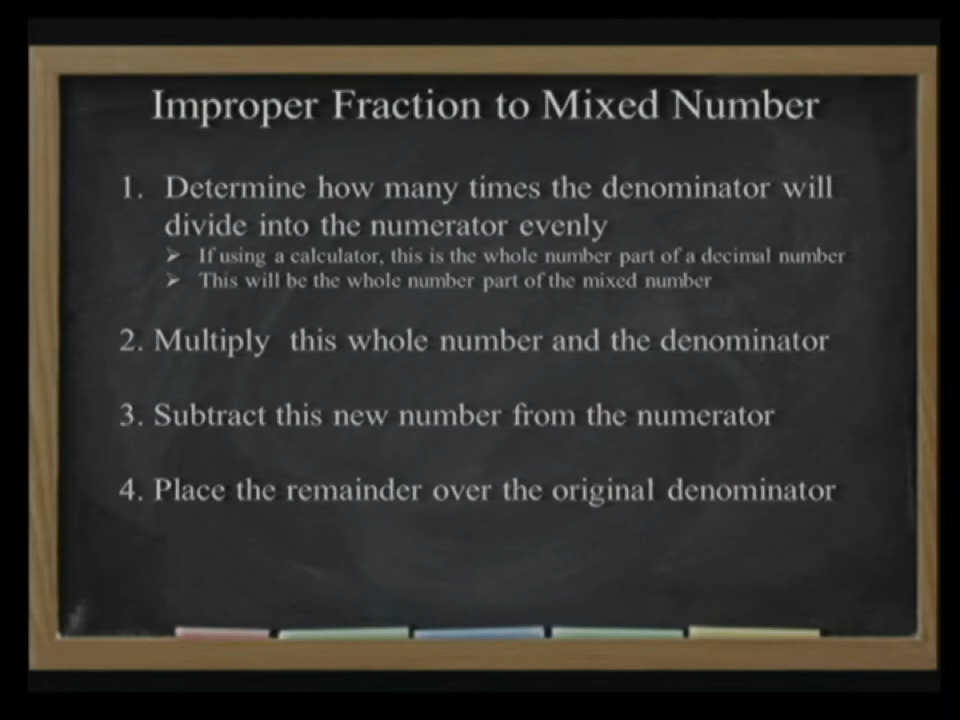 Improper Fraction to Mixed Number
1. Determine how many times the denominator will
divide into the numerator evenly
➢ If using a calculator, this is the whole number part of a decimal number
➢ This will be the whole number part of the mixed number
2. Multiply this whole number and the denominator
3. Subtract this new number from the numerator
4. Place the remainder over the original denominator